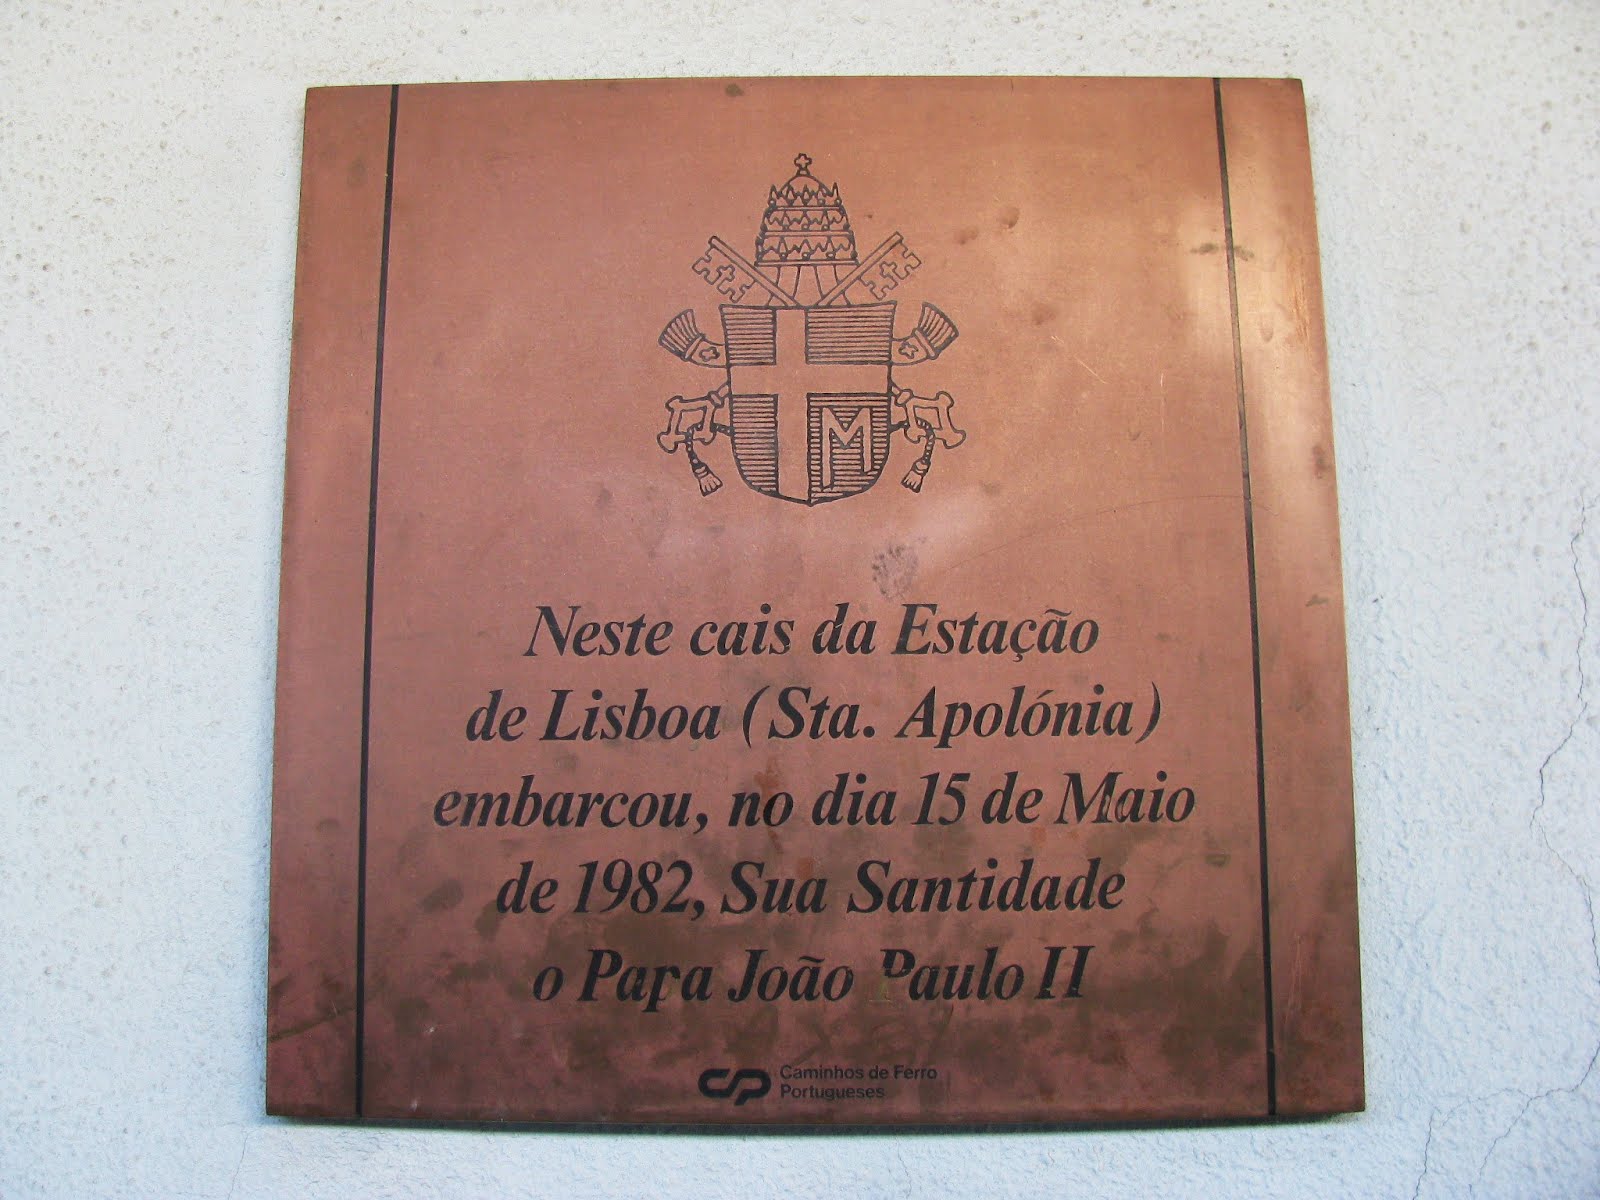 M
Neste cais da Estação
de Lisboa (Sta. Apolónia)
embarcou, no dia 15 de Maio
de 1982, Sua Santidade
o Papa João Paulo II
CP Caminhos de Ferro
Portugueses